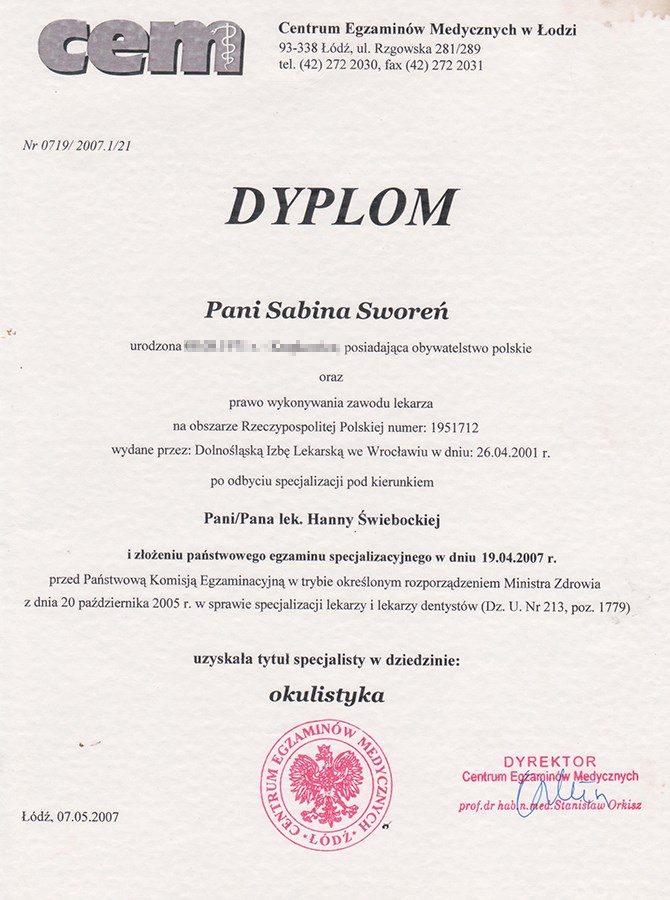 cem
Centrum Egzaminów Medycznych w Łodzi
93-338 Łódź, ul. Rzgowska 281/289
tel. (42) 272 2030, fax (42) 272 2031
Nr 0719/ 2007.1/21
DYPLOM
Pani Sabina Sworeń
urodzona posiadająca obywatelstwo polskie
oraz
prawo wykonywania zawodu lekarza
na obszarze Rzeczypospolitej Polskiej numer: 1951712
wydane przez: Dolnośląską Izbę Lekarską we Wrocławiu w dniu: 26.04.2001 r.
po odbyciu specjalizacji pod kierunkiem
Pani/Pana lek. Hanny Świebockiej
i złożeniu państwowego egzaminu specjalizacyjnego w dniu 19.04.2007 r.
przed Państwową Komisją Egzaminacyjną w trybie określonym rozporządzeniem Ministra Zdrowia
z dnia 20 października 2005 r. w sprawie specjalizacji lekarzy i lekarzy dentystów (Dz. U. Nr 213, poz. 1779)
uzyskała tytuł specjalisty w dziedzinie:
okulistyka
CENTRUM EGZAMINÓW MEDYCZNYCH
• ŁÓDŹ •
DYREKTOR
Centrum Egzaminów Medycznych
prof. dr hab. n. med. Stanisław Orkisz
Łódź, 07.05.2007